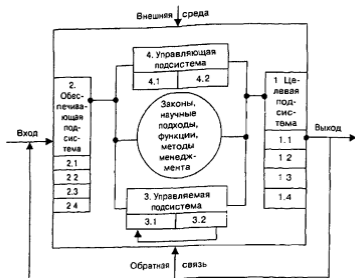 Внешняя среда
4. Управляющая
подсистема
4.1 4.2
2.
Обес-
печива-
ющая
под-
сис-
тема
2.1
2 2
2.3
2 4
Законы,
научные
подходы,
функции,
методы
менедж-
мента
1 Це-
левая
под-
сис-
тема
1.1
1 2
1 3
1.4
Вход
Выход
3. Управляемая
подсистема
3.1 3.2
Обратная связь